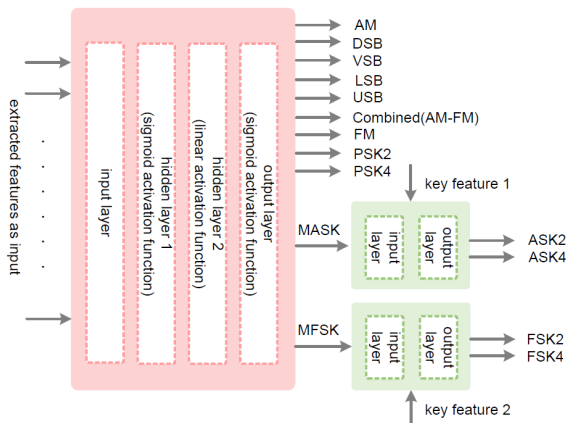 extracted features as input
input layer
hidden layer 1
(sigmoid activation function)
hidden layer 2
(linear activation function)
output layer
(sigmoid activation function)
AM
DSB
VSB
LSB
USB
Combined(AM-FM)
FM
PSK2
PSK4
key feature 1
MASK
input
layer
output
layer
ASK2
ASK4
MFSK
input
layer
output
layer
FSK2
FSK4
key feature 2